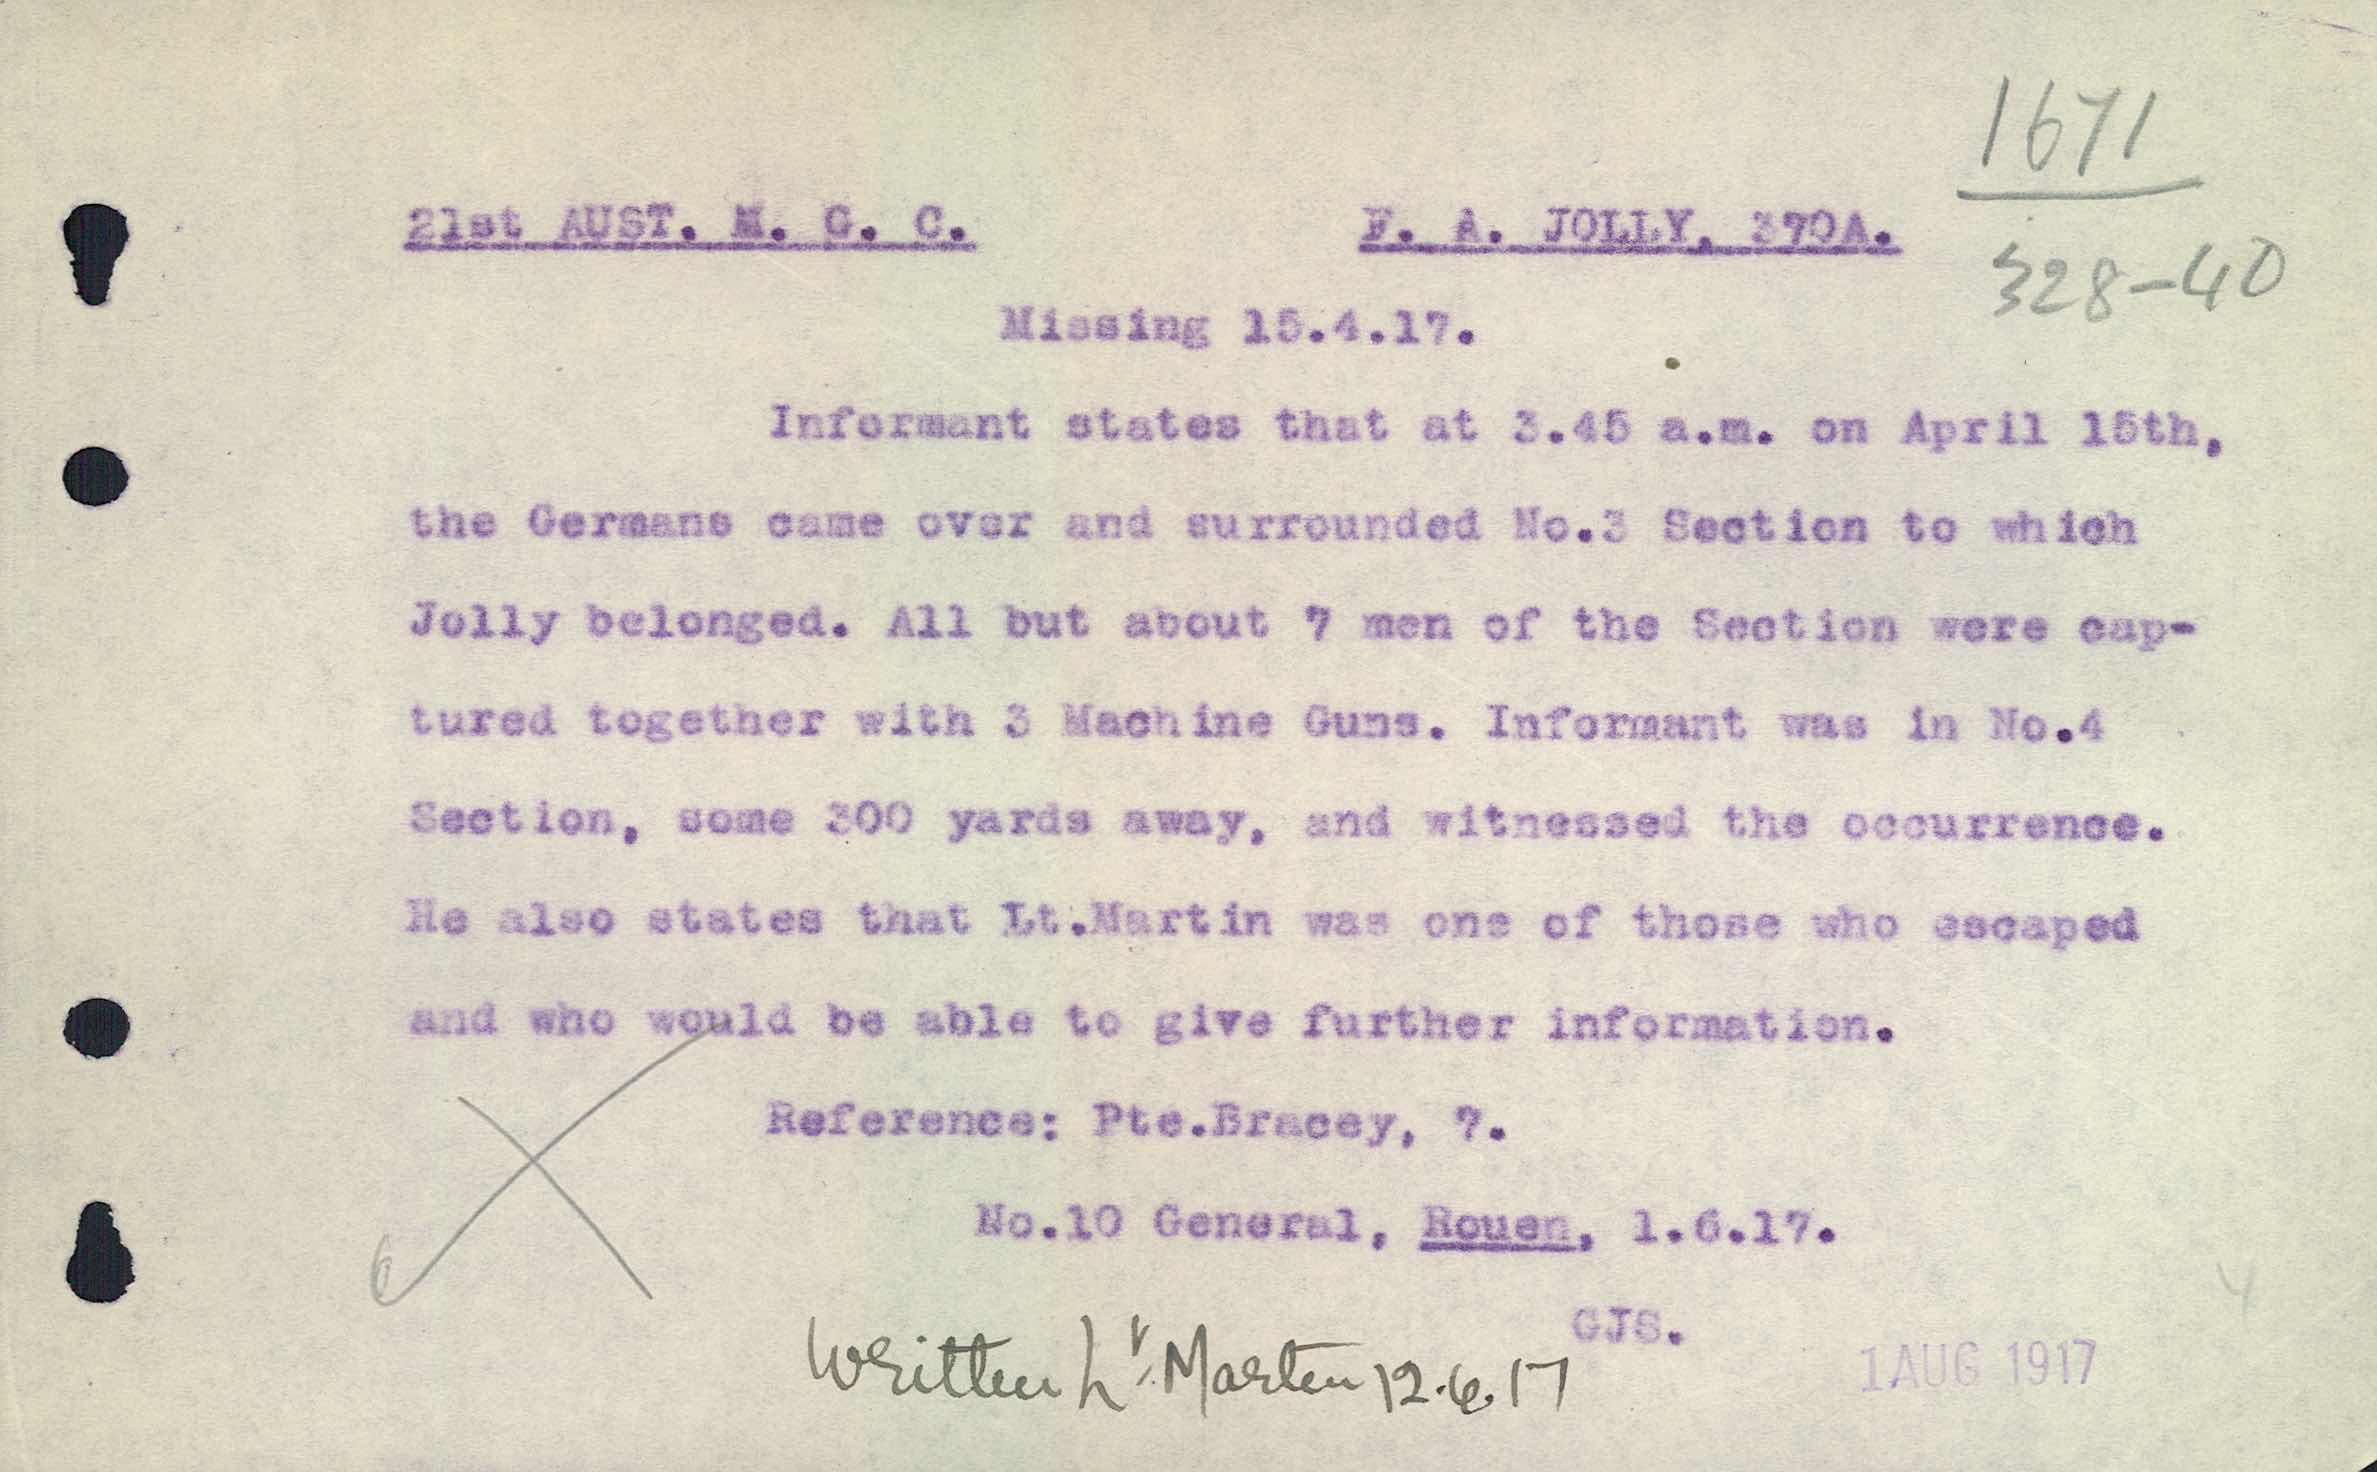 1671
21st AUST. M. G. C. F. A. JOLLY, 370A.
328-40
Missing 15.4.17.
Informant states that at 3.45 a.m. on April 15th,
the Germans came over and surrounded No.3 Section to which
Jolly belonged. All but about 7 men of the Section were cap-
tured together with 3 Machine Guns. Informant was in No.4
Section, some 300 yards away, and witnessed the occurrence.
He also states that Lt.Martin was one of those who escaped
and who would be able to give further information.
Reference: Pte.Bracey, 7.
No.10 General, Rouen, 1.6.17.
GJS.
Written Lt. Martin 12.6.17
1 AUG 1917